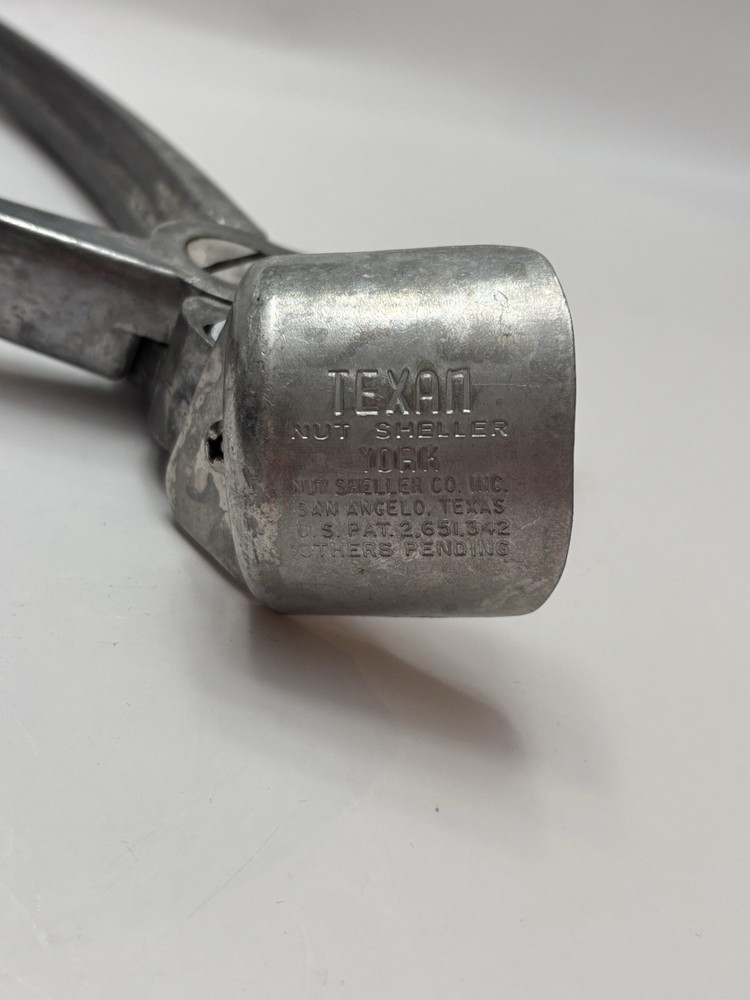 TEXAN
NUT SHELLER
YORK
NUT SHELLER CO. INC.
SAN ANGELO, TEXAS
U.S. PAT. 2,651,342
OTHERS PENDING